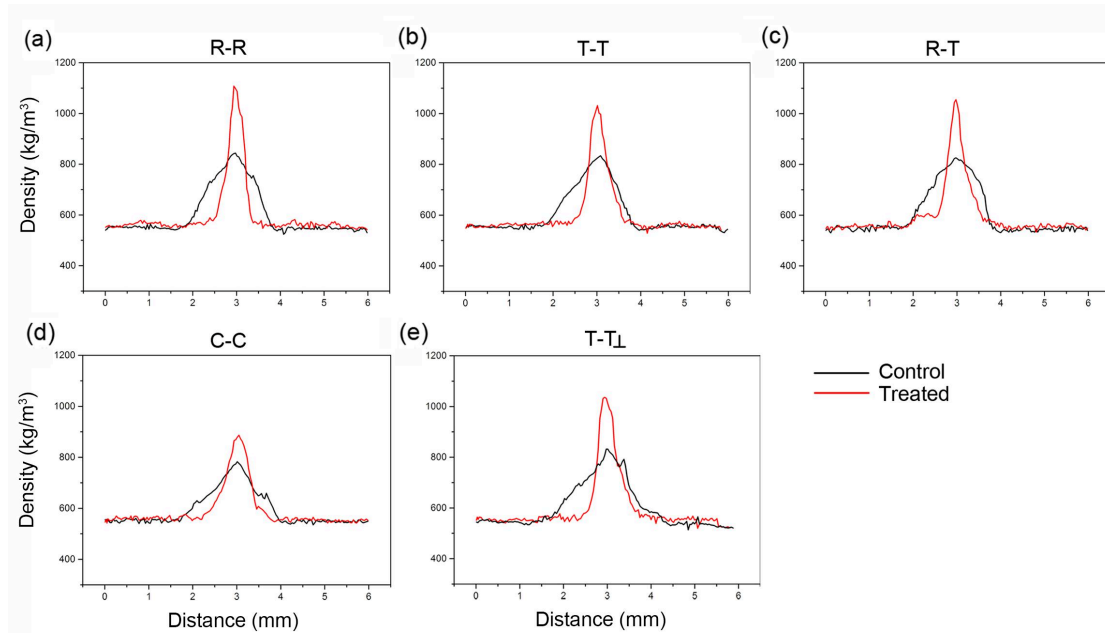 (a) R-R
(b) T-T
(c) R-T
Density (kg/m³)
1200
1000
800
600
400
0 1 2 3 4 5 6
1200
1000
800
600
400
0 1 2 3 4 5 6
1200
1000
800
600
400
0 1 2 3 4 5 6
(d) C-C
(e) T-T⊥
Density (kg/m³)
1200
1000
800
600
400
0 1 2 3 4 5 6
Distance (mm)
1200
1000
800
600
400
0 1 2 3 4 5 6
Distance (mm)
Control
Treated